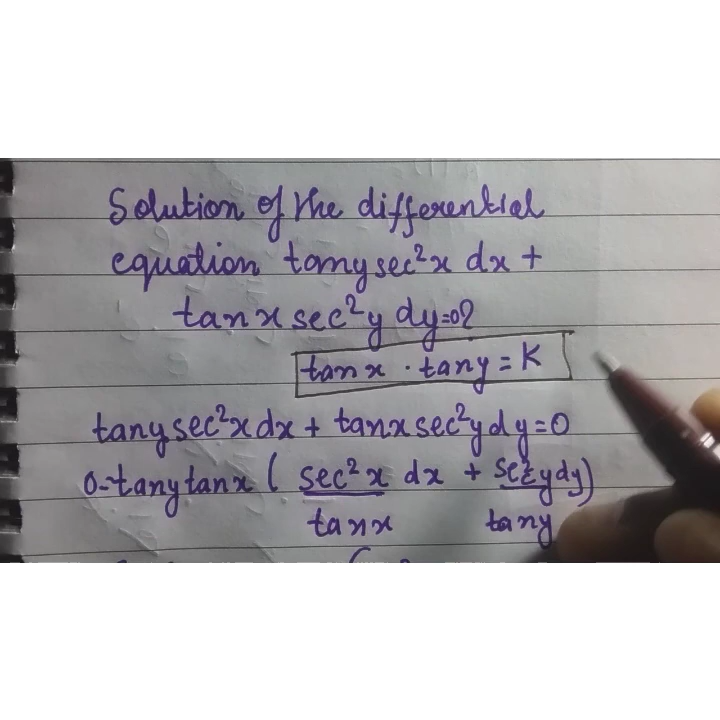 Solution of the differential
equation tany sec²x dx +
tanx sec²y dy=0?
tanx · tany = K
tany sec²x dx + tanx sec²y dy = 0
0=tany tanx ( sec²x/tanx dx + sec²y dy/tany )